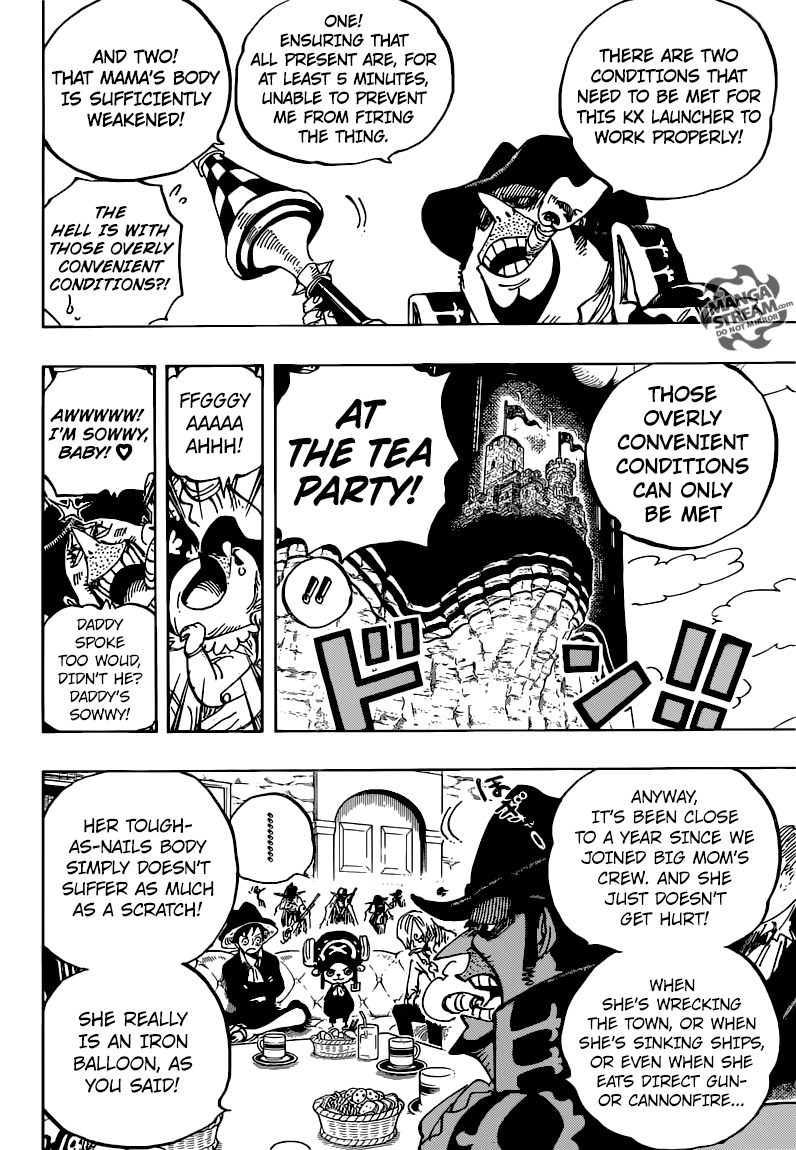 THERE ARE TWO
CONDITIONS THAT
NEED TO BE MET FOR
THIS KX LAUNCHER TO
WORK PROPERLY!
ONE!
ENSURING THAT
ALL PRESENT ARE, FOR
AT LEAST 5 MINUTES,
UNABLE TO PREVENT
ME FROM FIRING
THE THING.
AND TWO!
THAT MAMA'S BODY
IS SUFFICIENTLY
WEAKENED!
THE
HELL IS WITH
THOSE OVERLY
CONVENIENT
CONDITIONS?!
MANGA
STREAM.com
DO NOT MIRROR
THOSE
OVERLY
CONVENIENT
CONDITIONS
CAN ONLY
BE MET
AT
THE TEA
PARTY!
!!
ドン!!
FFGGGY
AAAAA
AHHH!
AWWWWW!
I'M SOWWY,
BABY! ♥
DADDY
SPOKE
TOO WOUD,
DIDN'T HE?
DADDY'S
SOWWY!
ANYWAY,
IT'S BEEN CLOSE
TO A YEAR SINCE WE
JOINED BIG MOM'S
CREW. AND SHE
JUST DOESN'T
GET HURT!
WHEN
SHE'S WRECKING
THE TOWN, OR WHEN
SHE'S SINKING SHIPS,
OR EVEN WHEN SHE
EATS DIRECT GUN-
OR CANNONFIRE...
HER TOUGH-
AS-NAILS BODY
SIMPLY DOESN'T
SUFFER AS MUCH
AS A SCRATCH!
SHE REALLY
IS AN IRON
BALLOON, AS
YOU SAID!